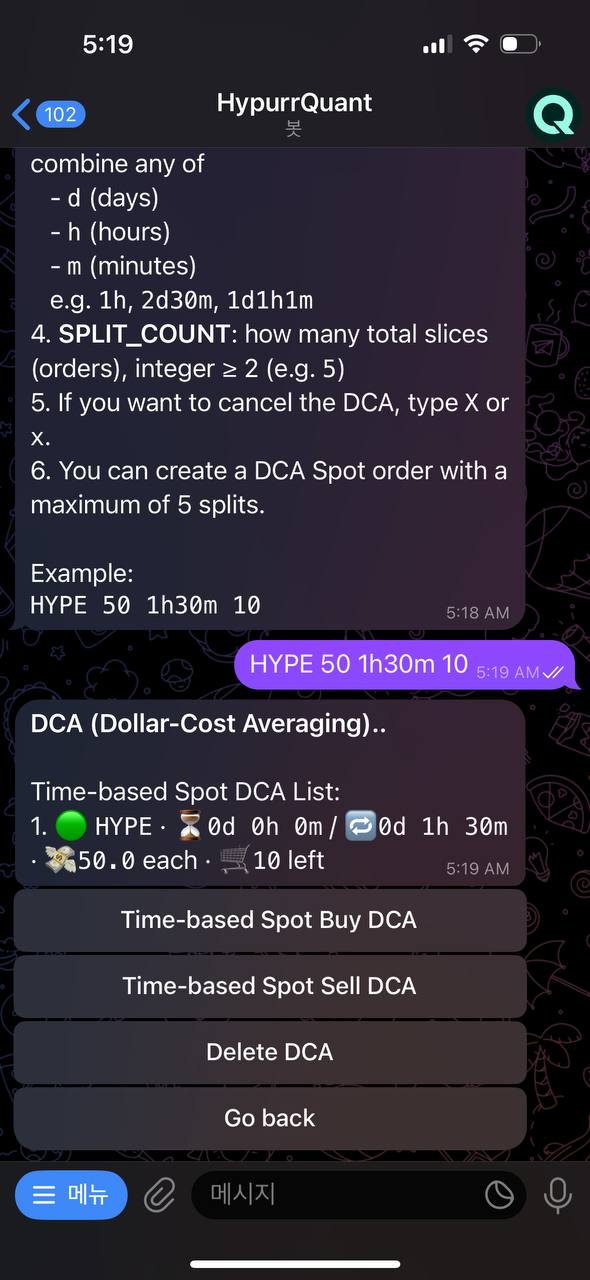 5:19
102
HypurrQuant
봇
combine any of
- d (days)
- h (hours)
- m (minutes)
e.g. 1h, 2d30m, 1d1h1m
4. SPLIT_COUNT: how many total slices
(orders), integer ≥ 2 (e.g. 5)
5. If you want to cancel the DCA, type X or
x.
6. You can create a DCA Spot order with a
maximum of 5 splits.
Example:
HYPE 50 1h30m 10
5:18 AM
HYPE 50 1h30m 10 5:19 AM
DCA (Dollar-Cost Averaging)..
Time-based Spot DCA List:
1. 🟢 HYPE · ⏳0d 0h 0m / 🔁0d 1h 30m
· 💸50.0 each · 🛒10 left
5:19 AM
Time-based Spot Buy DCA
Time-based Spot Sell DCA
Delete DCA
Go back
메뉴
메시지